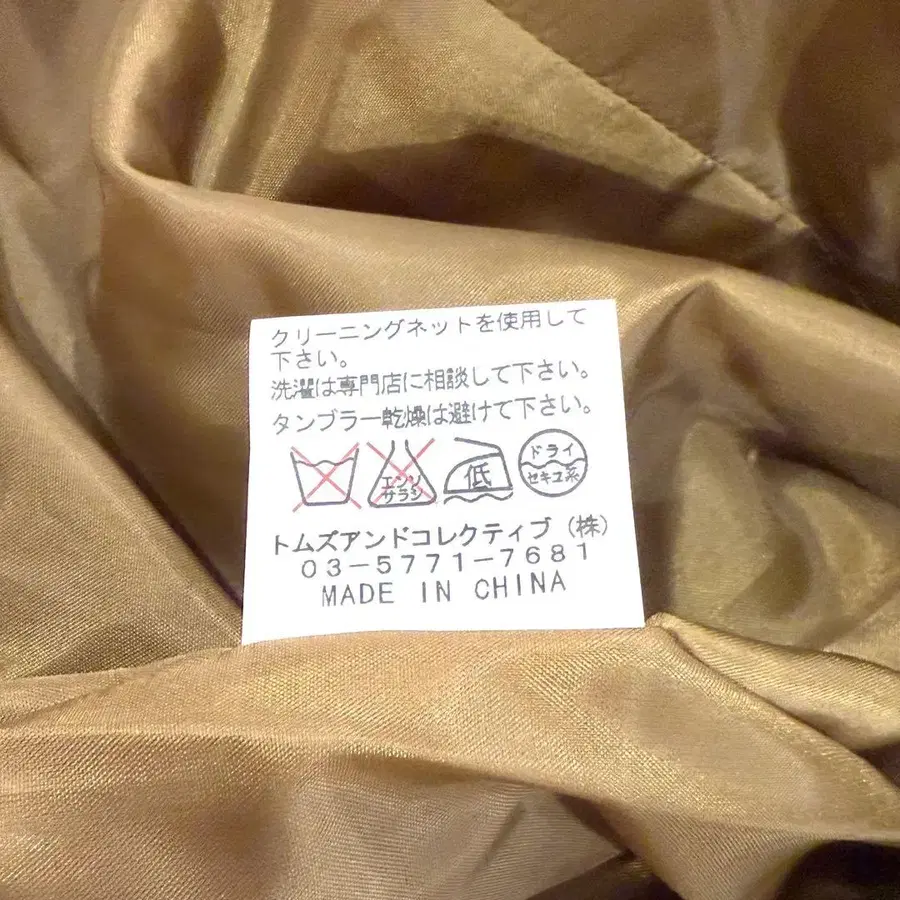 クリーニングネットを使用して
下さい。
洗濯は専門店に相談して下さい。
タンブラー乾燥は避けて下さい。
エンソ
サラシ
低
ドライ
セキユ系
トムズアンドコレクティブ(株)
03-5771-7681
MADE IN CHINA